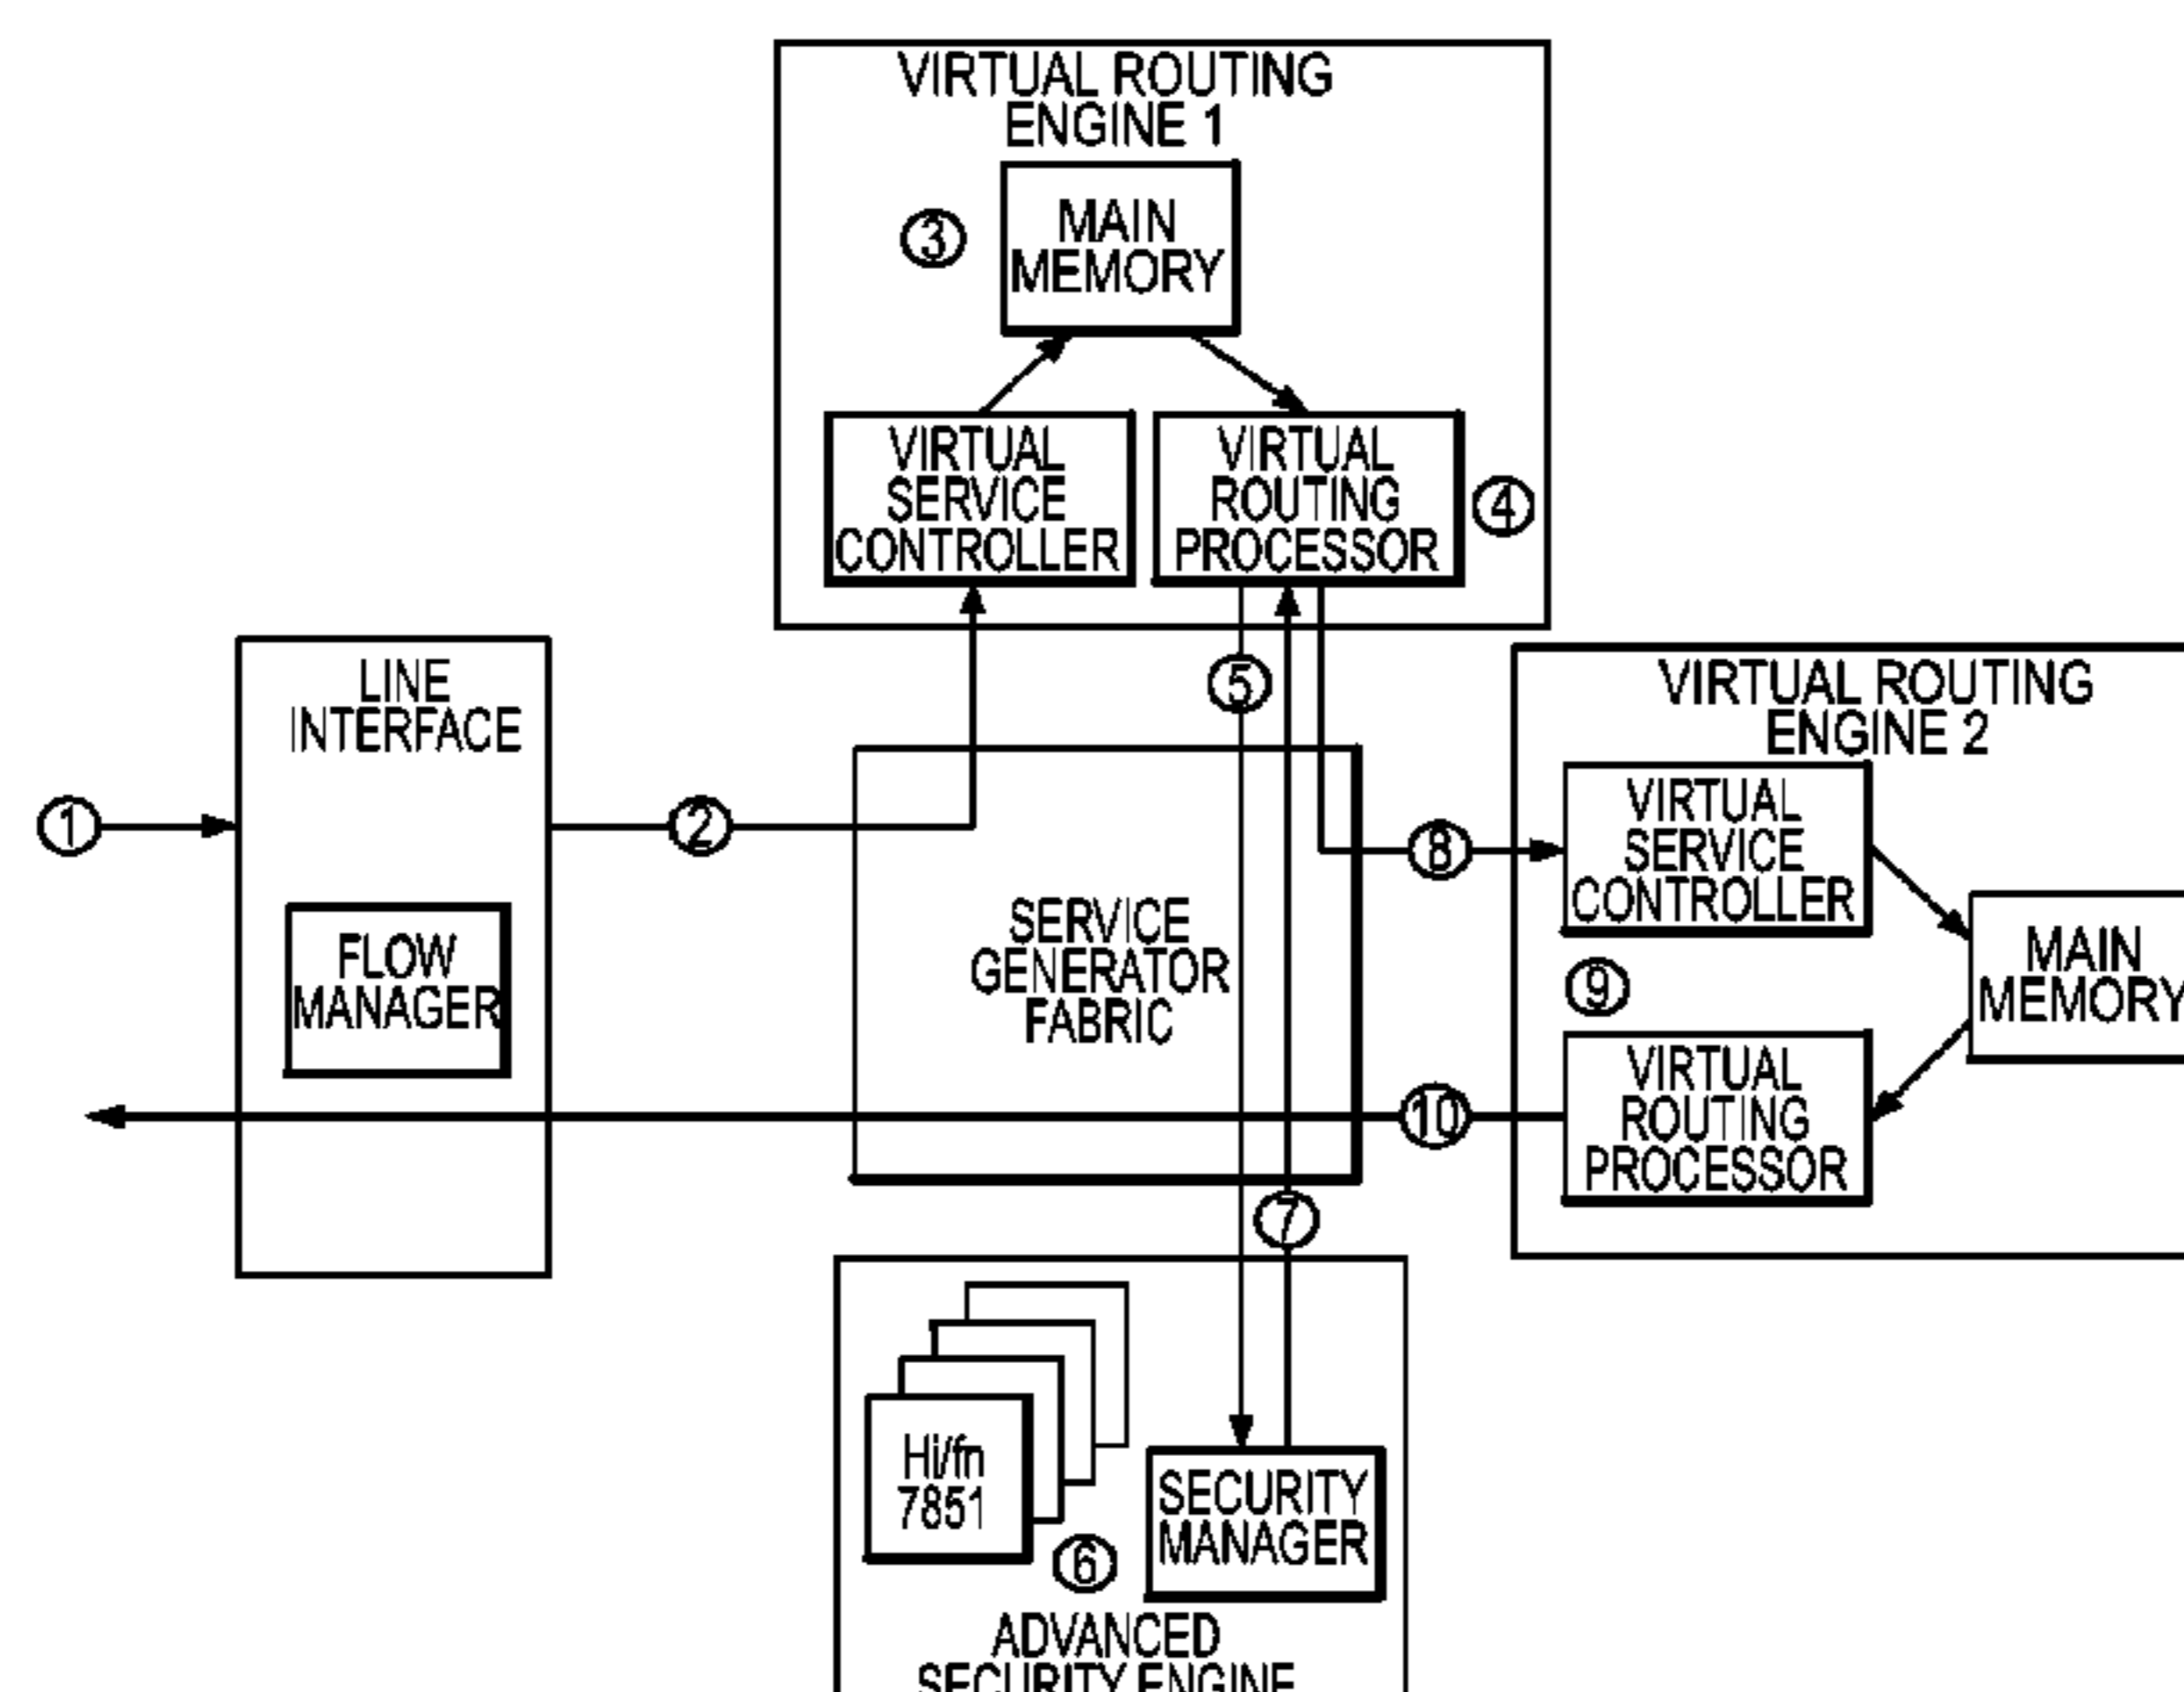 VIRTUAL ROUTING
ENGINE 1
MAIN
MEMORY
3
VIRTUAL
SERVICE
CONTROLLER
VIRTUAL
ROUTING
PROCESSOR
4
LINE
INTERFACE
FLOW
MANAGER
1
2
5
SERVICE
GENERATOR
FABRIC
8
10
7
VIRTUAL ROUTING
ENGINE 2
VIRTUAL
SERVICE
CONTROLLER
9
MAIN
MEMORY
VIRTUAL
ROUTING
PROCESSOR
Hi/fn
7851
6
SECURITY
MANAGER
ADVANCED
SECURITY ENGINE